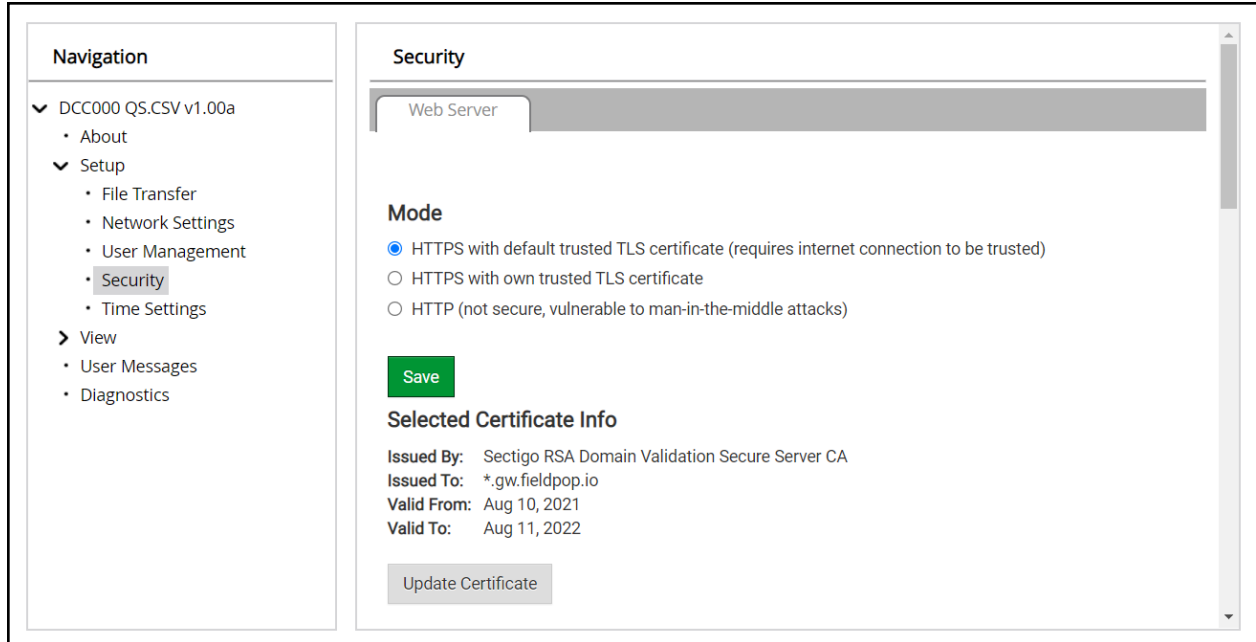 Navigation
DCC000 QS.CSV v1.00a
About
Setup
File Transfer
Network Settings
User Management
Security
Time Settings
View
User Messages
Diagnostics
Security
Web Server
Mode
HTTPS with default trusted TLS certificate (requires internet connection to be trusted)
HTTPS with own trusted TLS certificate
HTTP (not secure, vulnerable to man-in-the-middle attacks)
Save
Selected Certificate Info
Issued By: Sectigo RSA Domain Validation Secure Server CA
Issued To: *.gw.fieldpop.io
Valid From: Aug 10, 2021
Valid To: Aug 11, 2022
Update Certificate